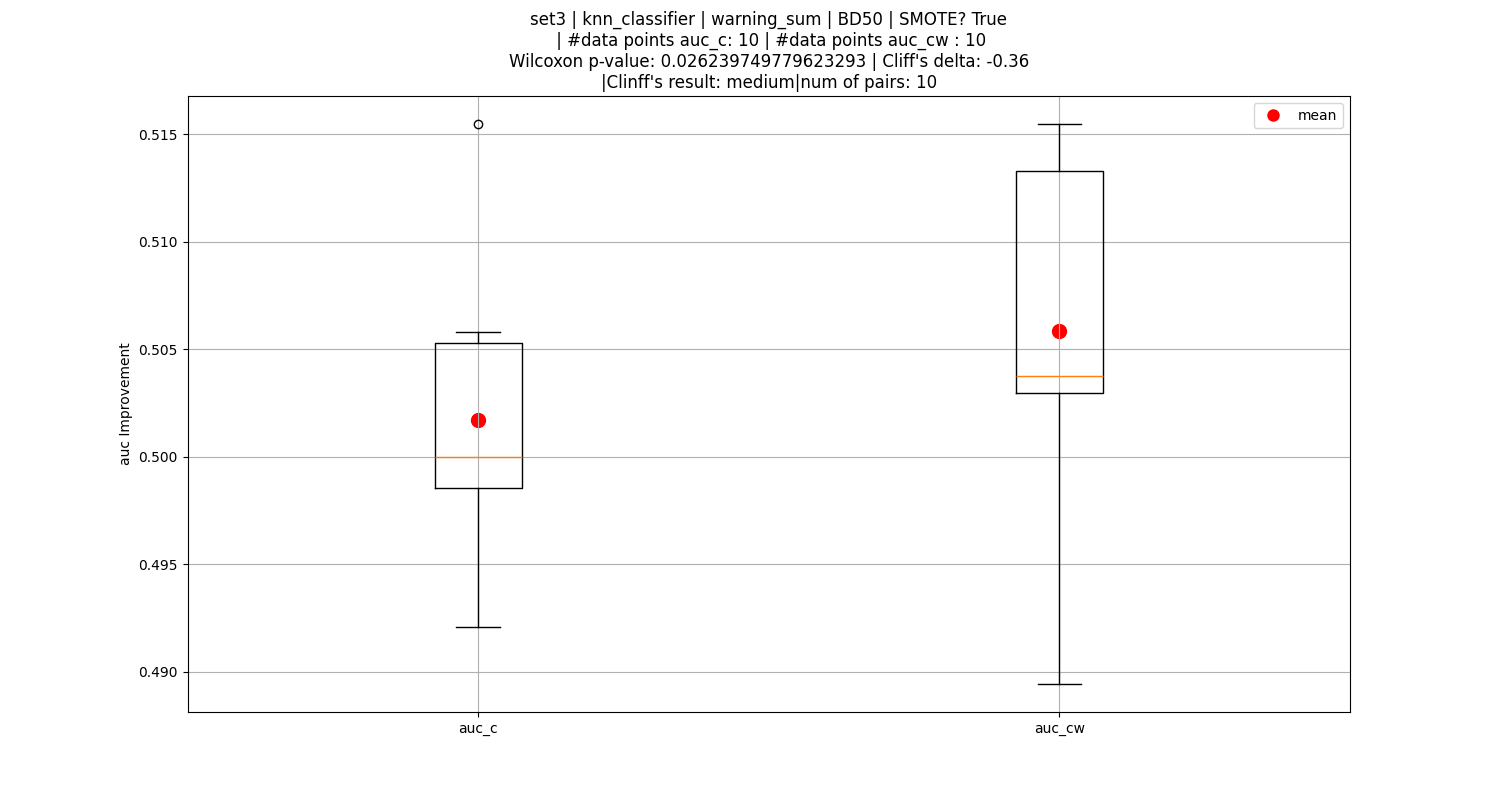 set3 | knn_classifier | warning_sum | BD50 | SMOTE? True
| #data points auc_c: 10 | #data points auc_cw : 10
Wilcoxon p-value: 0.026239749779623293 | Cliff's delta: -0.36
|Clinff's result: medium|num of pairs: 10
mean
0.515
0.510
0.505
0.500
0.495
0.490
auc Improvement
auc_c
auc_cw